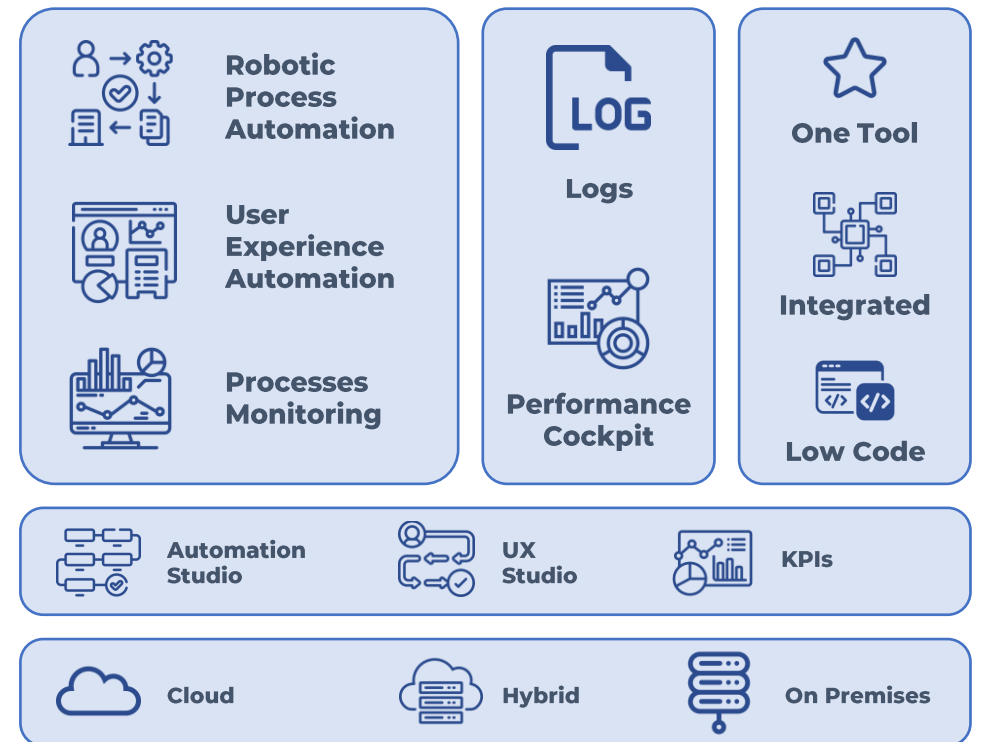 Robotic
Process
Automation
User
Experience
Automation
Processes
Monitoring
LOG
Logs
Performance
Cockpit
One Tool
Integrated
</>
</>
Low Code
Automation
Studio
UX
Studio
KPIs
Cloud
Hybrid
On Premises